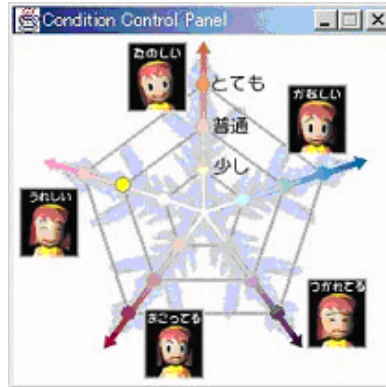 Condition Control Panel
たのしい
とても
かなしい
普通
少し
うれしい
つかれてる
おこってる